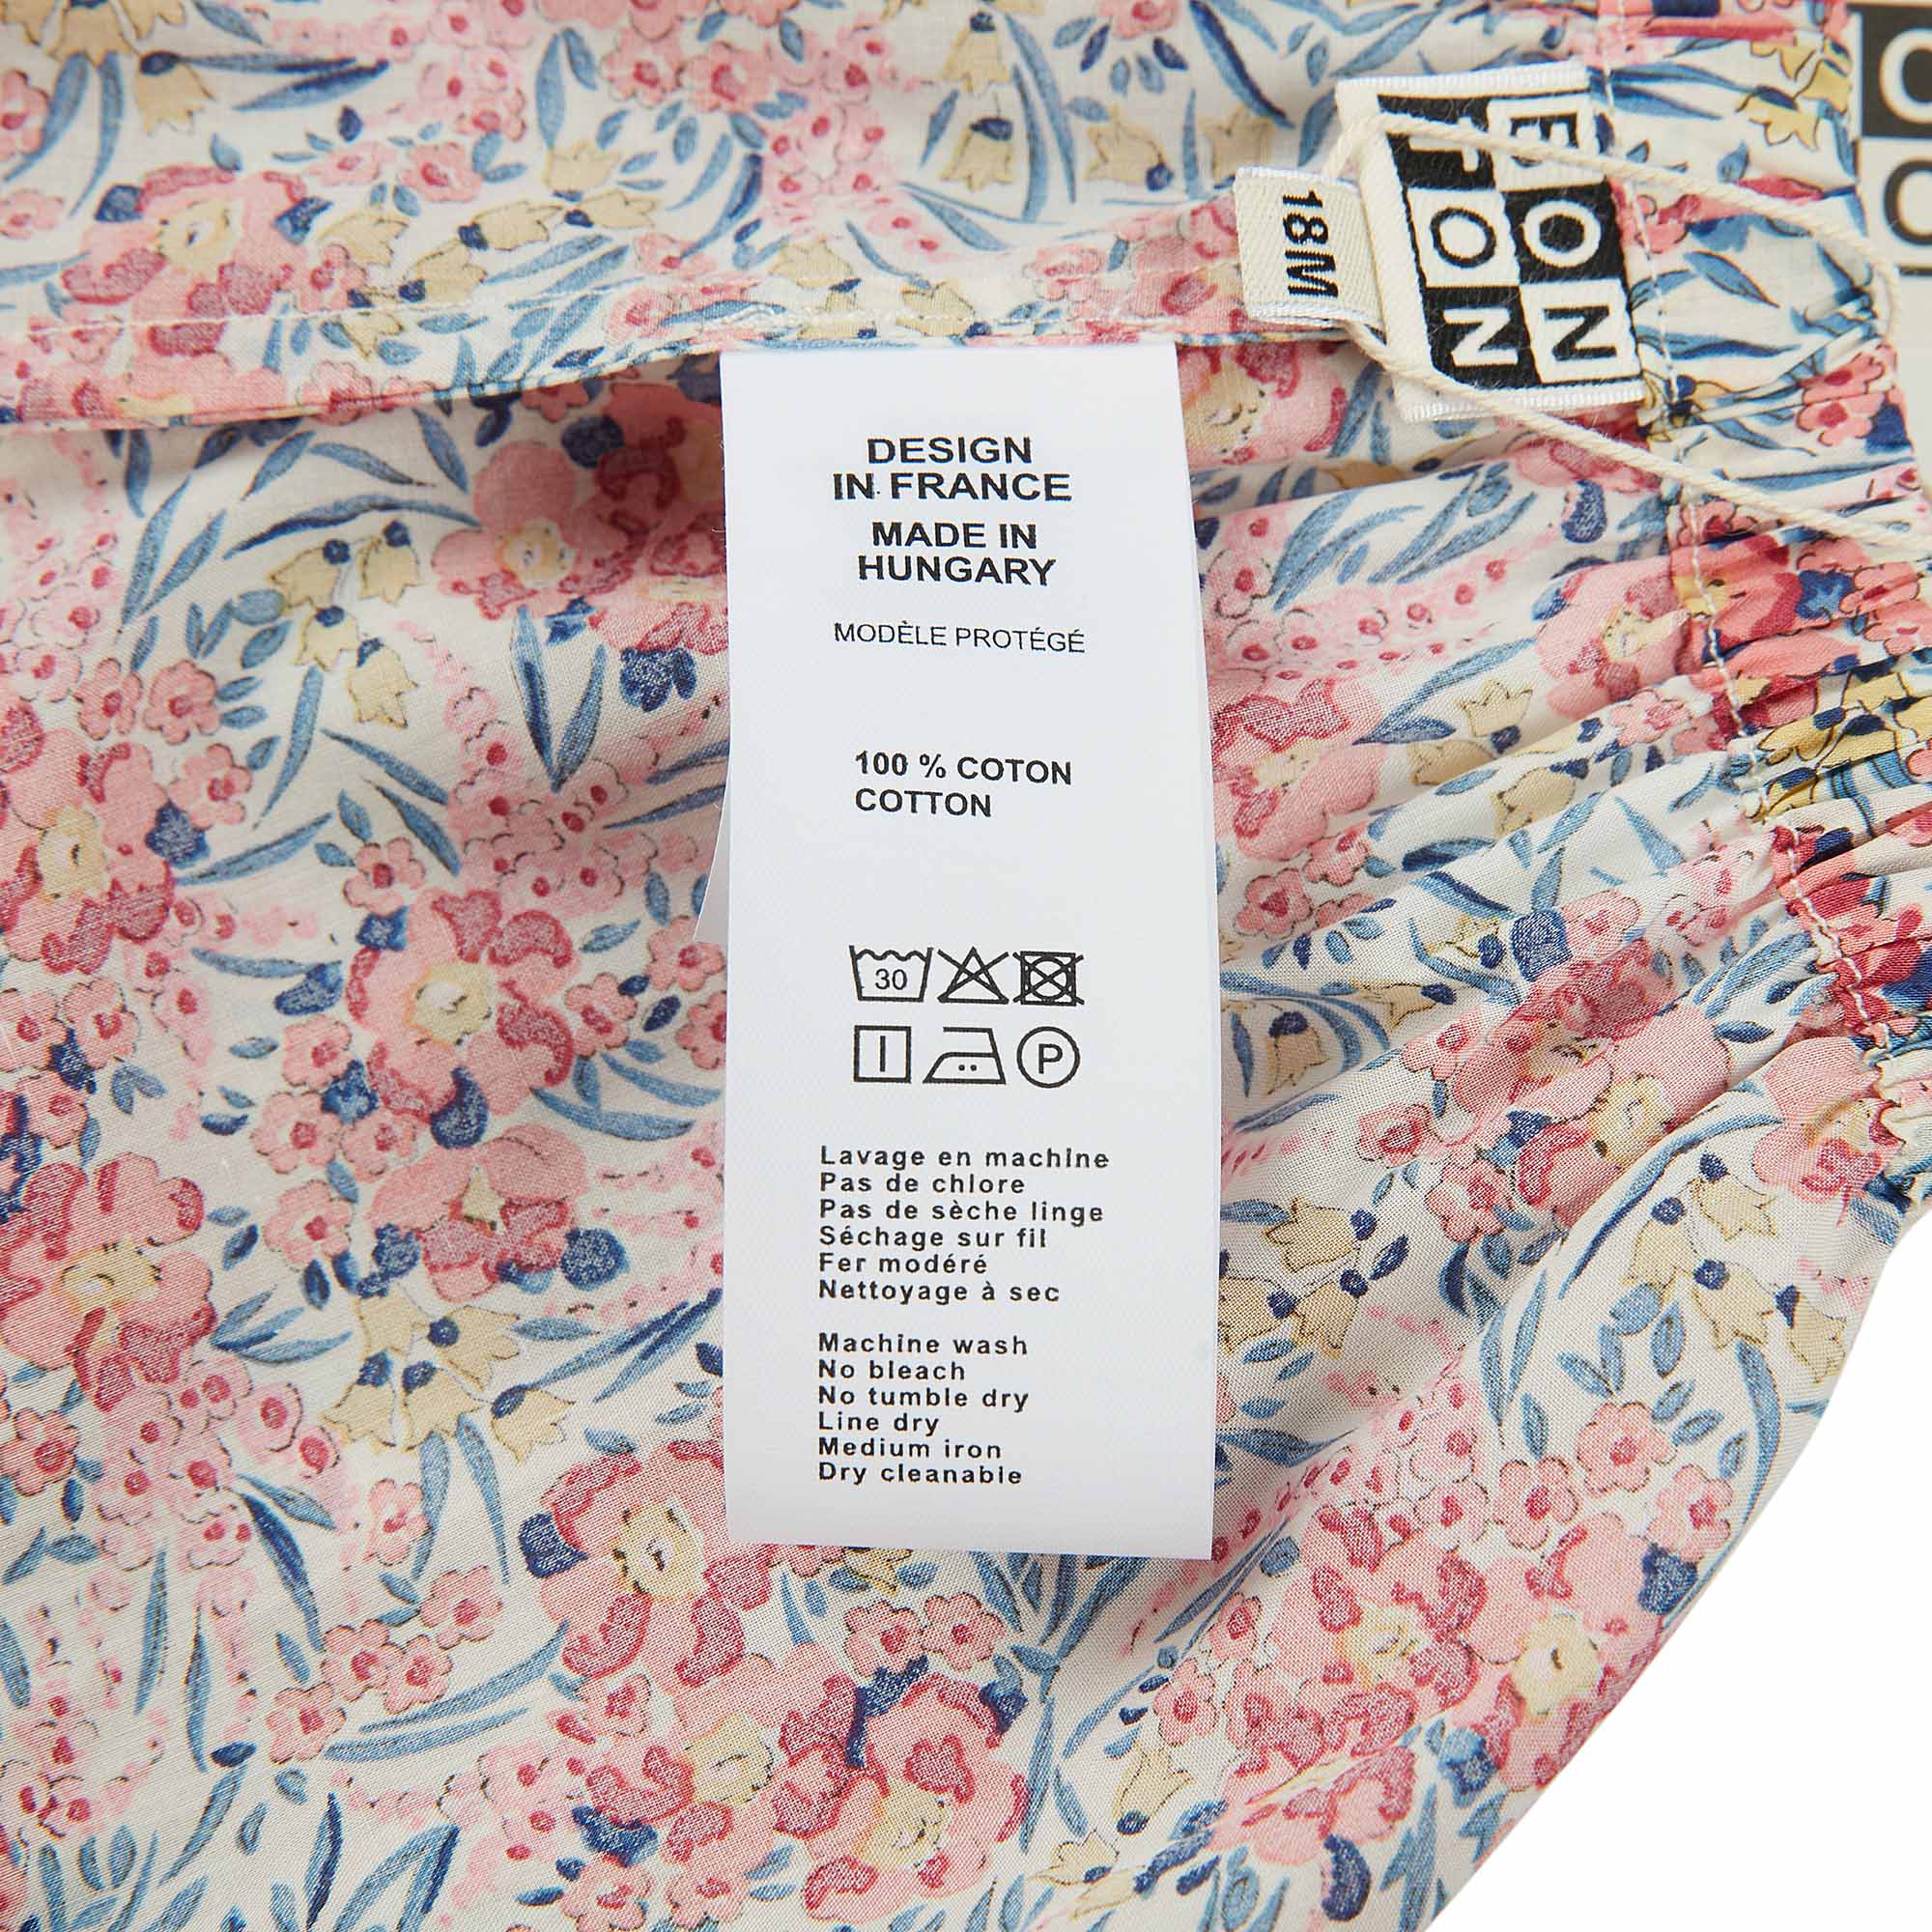 BON
TON
18M
DESIGN
IN FRANCE
MADE IN
HUNGARY
MODÈLE PROTÉGÉ
100 % COTON
COTTON
30
P
Lavage en machine
Pas de chlore
Pas de sèche linge
Séchage sur fil
Fer modéré
Nettoyage à sec
Machine wash
No bleach
No tumble dry
Line dry
Medium iron
Dry cleanable